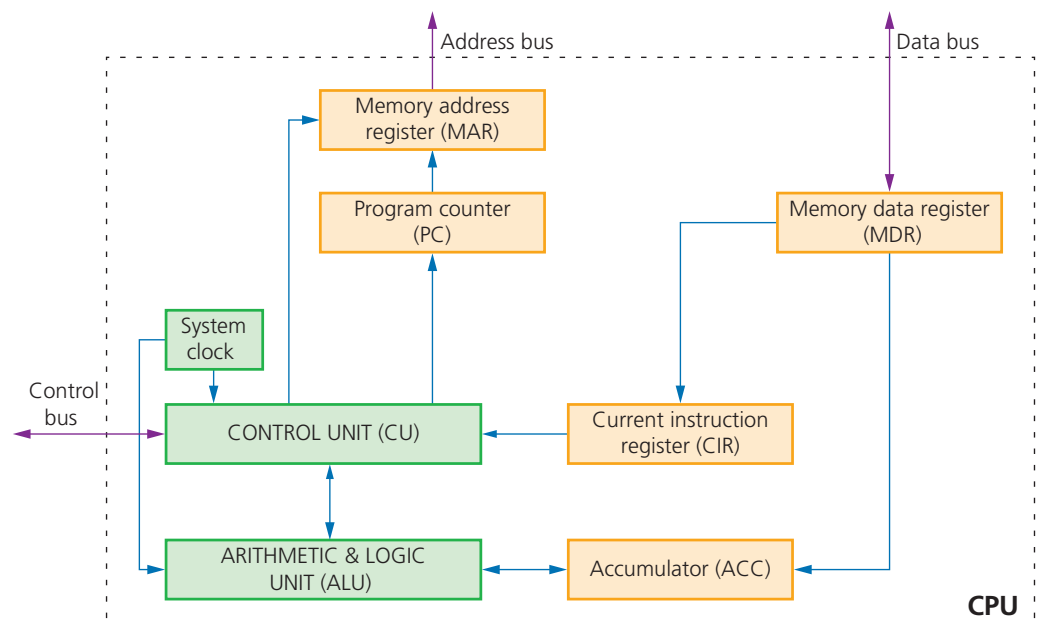 Address bus
Data bus
Memory address
register (MAR)
Program counter
(PC)
Memory data register
(MDR)
System
clock
Control
bus
CONTROL UNIT (CU)
Current instruction
register (CIR)
ARITHMETIC & LOGIC
UNIT (ALU)
Accumulator (ACC)
CPU